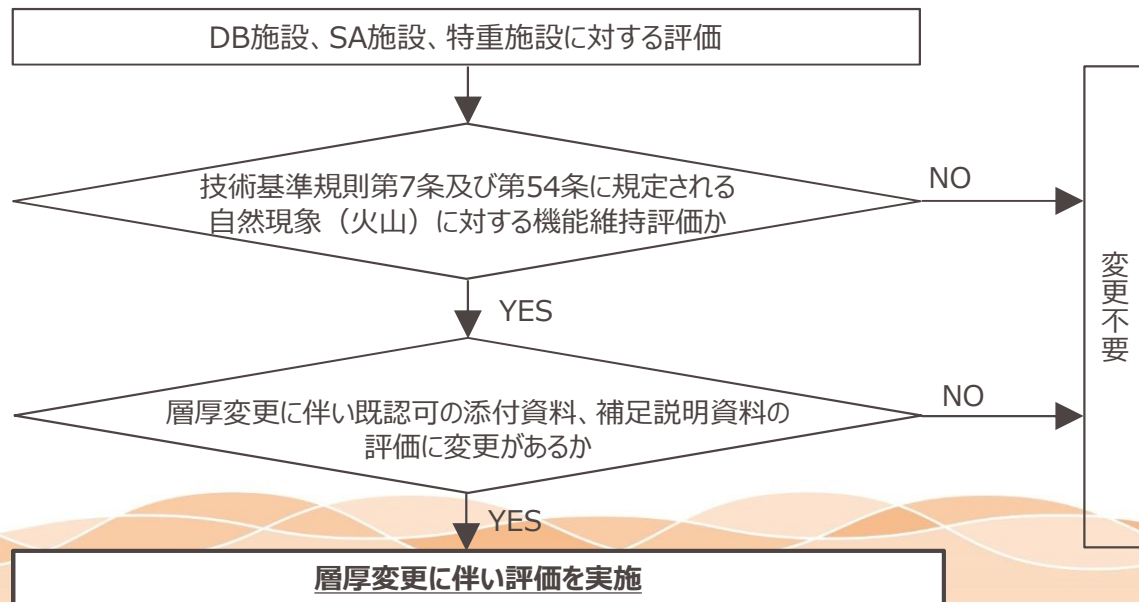 DB施設、SA施設、特重施設に対する評価
技術基準規則第7条及び第54条に規定される
自然現象（火山）に対する機能維持評価か
NO
YES
変更不要
層厚変更に伴い既認可の添付資料、補足説明資料の
評価に変更があるか
NO
YES
層厚変更に伴い評価を実施